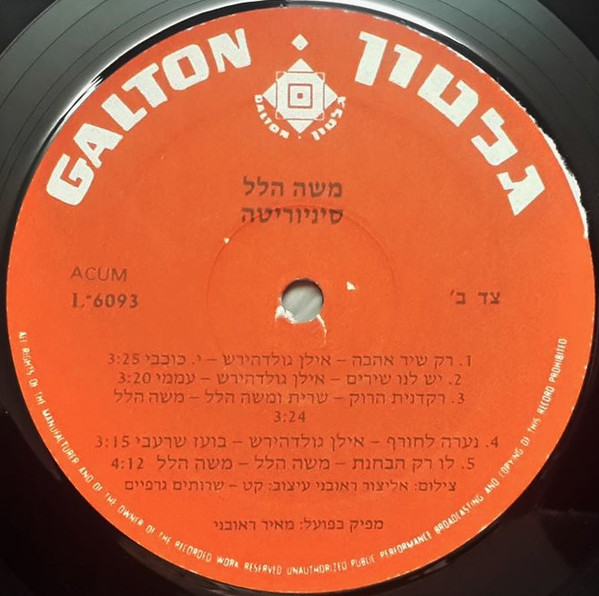 GALTON · גלטון
GALTON · גלטון
משה הלל
סיניוריטה
ACUM
L-6093
צד ב׳
1. רק שיר אהבה – אילן גולדהירש – י. כוכבי 3:25
2. יש לנו שירים – אילן גולדהירש – עממי 3:20
3. רקדנית הרוק – שרית ומשה הלל – משה הלל
3:24
4. נערה לחורף – אילן גולדהירש – בועז שרעבי 3:15
5. לו רק הבחנת – משה הלל – משה הלל 4:12
צילום: אליצור ראובני עיצוב: קט – שרותים גרפיים
מפיק בפועל: מאיר ראובני
ALL RIGHTS OF THE MANUFACTURER AND OF THE OWNER OF THE RECORDED WORK RESERVED UNAUTHORIZED PUBLIC PERFORMANCE BROADCASTING AND COPYING OF THIS RECORD PROHIBITED